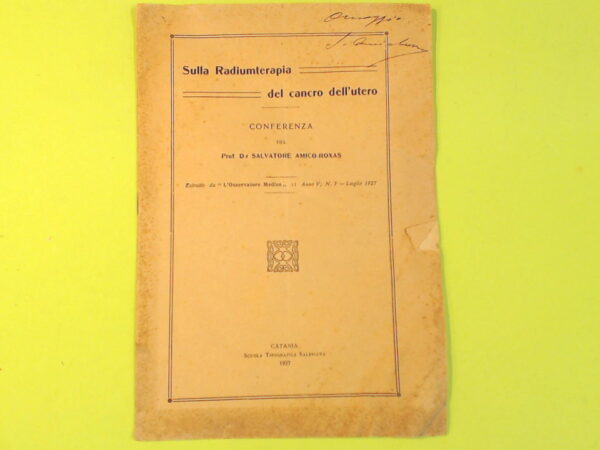 Omaggio
Sulla Radiumterapia
del cancro dell'utero
CONFERENZA
DEL
Prof. Dr SALVATORE AMICO-ROXAS
Estratto da " L'Osservatore Medico „ Anno V, N. 7 — Luglio 1927
CATANIA
SCUOLA TIPOGRAFICA SALESIANA
1927